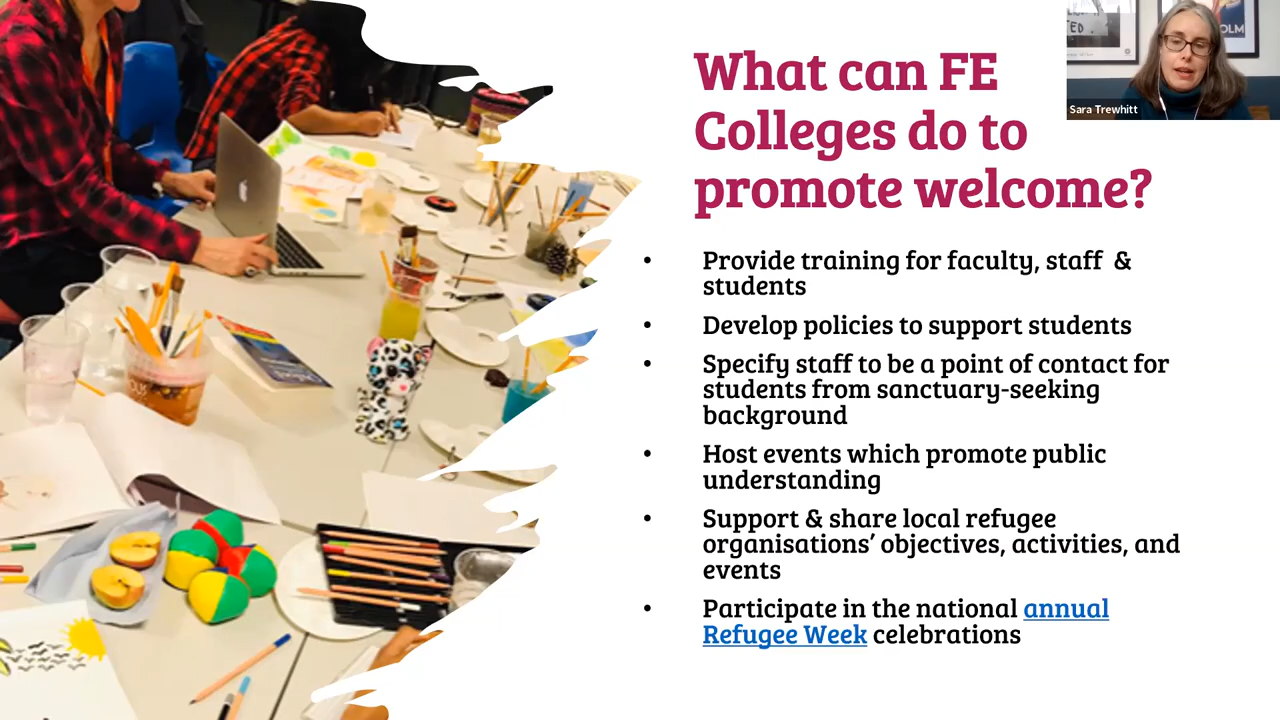 What can FE
Colleges do to
promote welcome?
Sara Trewhitt
• Provide training for faculty, staff & students
• Develop policies to support students
• Specify staff to be a point of contact for
students from sanctuary-seeking
background
• Host events which promote public
understanding
• Support & share local refugee
organisations’ objectives, activities, and
events
• Participate in the national annual
Refugee Week celebrations